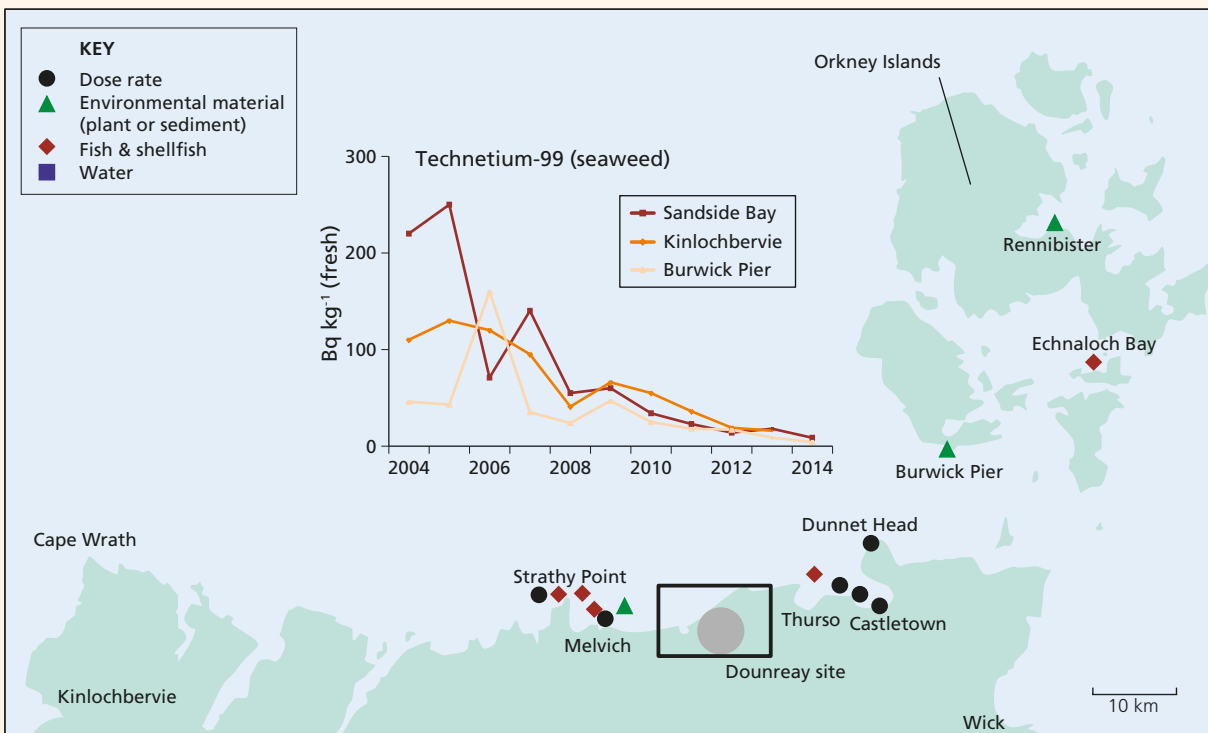 KEY
Dose rate
Environmental material
(plant or sediment)
Fish & shellfish
Water
Technetium-99 (seaweed)
Bq kg⁻¹ (fresh)
300
200
100
0
2004
2006
2008
2010
2012
2014
Sandside Bay
Kinlochbervie
Burwick Pier
Orkney Islands
Rennibister
Echnaloch Bay
Burwick Pier
Dunnet Head
Cape Wrath
Strathy Point
Thurso
Castletown
Melvich
Dounreay site
Kinlochbervie
Wick
10 km